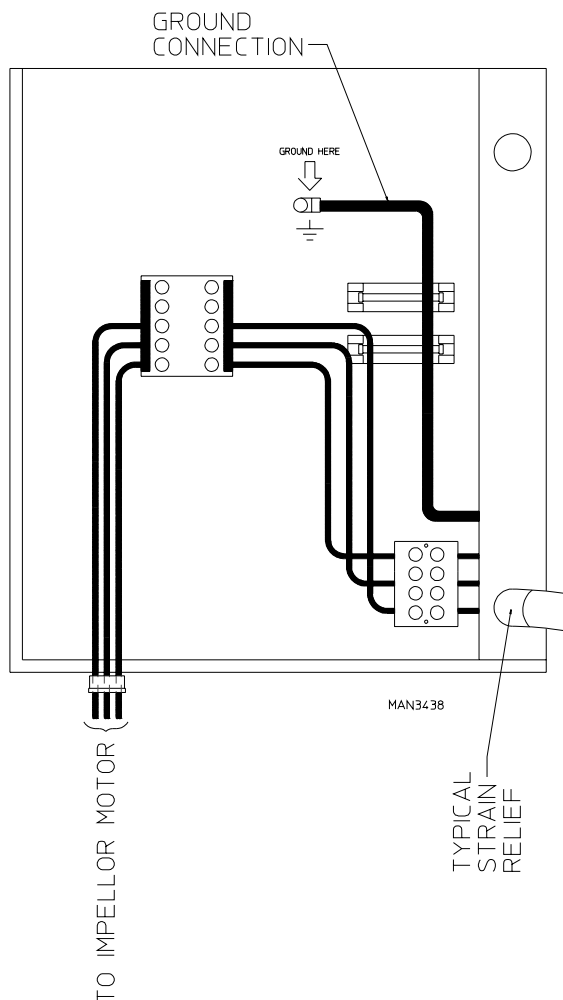 GROUND
CONNECTION
GROUND HERE
MAN3438
TYPICAL
STRAIN
RELIEF
TO IMPELLOR MOTOR